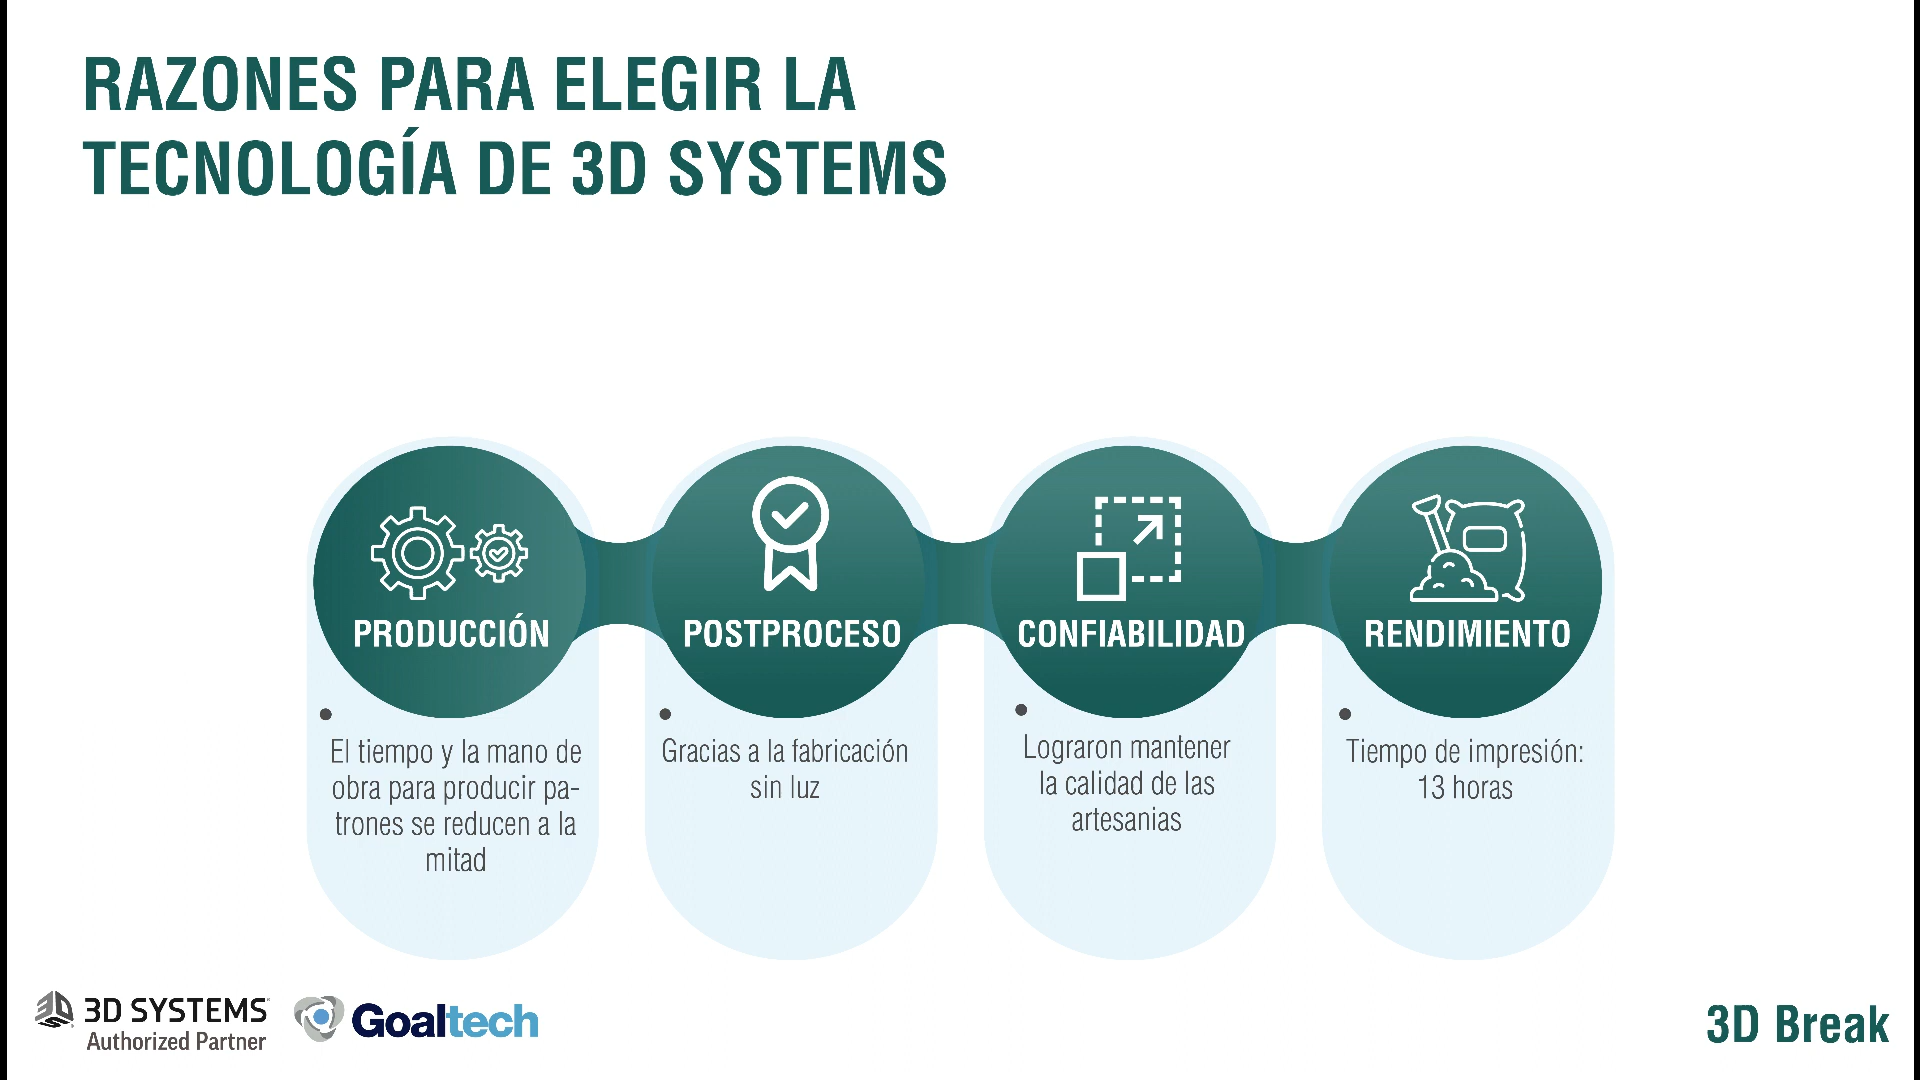 RAZONES PARA ELEGIR LA
TECNOLOGÍA DE 3D SYSTEMS
PRODUCCIÓN
• El tiempo y la mano de
obra para producir pa-
trones se reducen a la
mitad
POSTPROCESO
• Gracias a la fabricación
sin luz
CONFIABILIDAD
• Lograron mantener
la calidad de las
artesanias
RENDIMIENTO
• Tiempo de impresión:
13 horas
3D SYSTEMS
Authorized Partner
Goaltech
3D Break